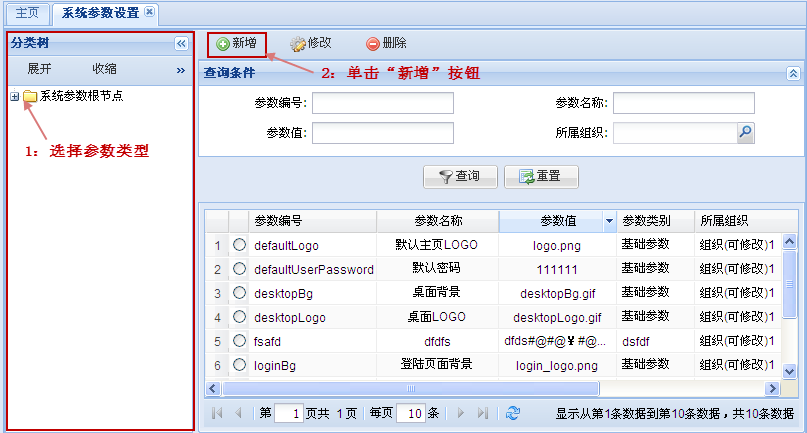 主页 系统参数设置
分类树
展开 收缩
系统参数根节点
1：选择参数类型
新增 修改 删除
2：单击“新增”按钮
查询条件
参数编号: 参数名称:
参数值: 所属组织:
查询 重置
参数编号 参数名称 参数值 参数类别 所属组织
1 defaultLogo 默认主页LOGO logo.png 基础参数 组织(可修改)1
2 defaultUserPassword 默认密码 111111 基础参数 组织(可修改)1
3 desktopBg 桌面背景 desktopBg.gif 基础参数 组织(可修改)1
4 desktopLogo 桌面LOGO desktopLogo.gif 基础参数 组织(可修改)1
5 fsafd dfdfs dfds#@#@￥#@... dsfdf 组织(可修改)1
6 loginBg 登陆页面背景 login_logo.png 基础参数 组织(可修改)1
第 1 页共 1 页 每页 10 条 显示从第1条数据到第10条数据，共10条数据